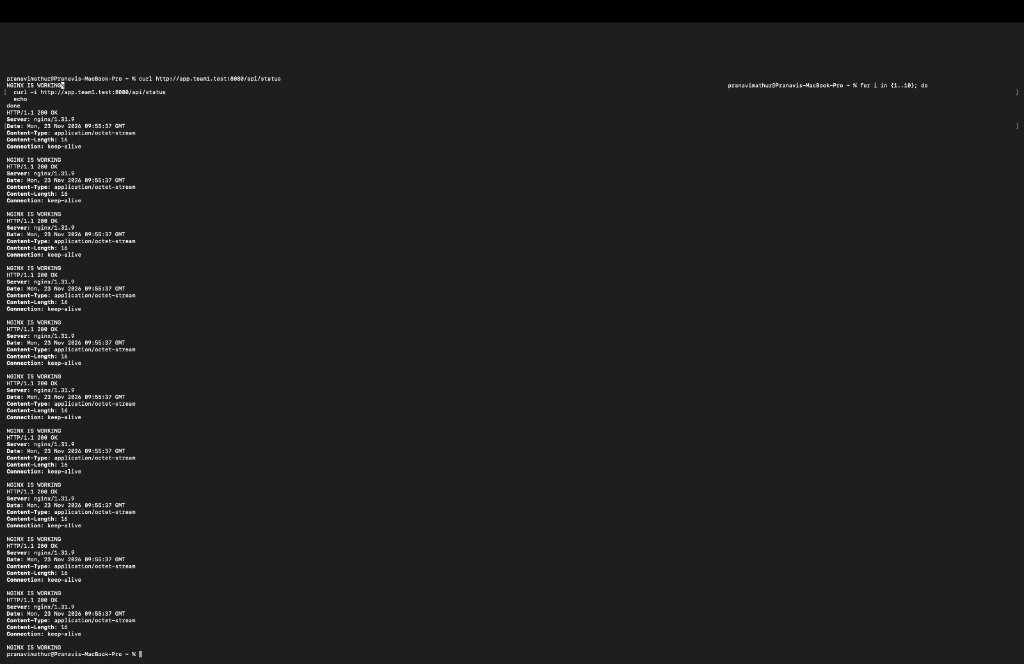 pranavimathur@Pranavis-MacBook-Pro ~ % curl http://app.team1.test:8080/api/status
NGINX IS WORKING% pranavimathur@Pranavis-MacBook-Pro ~ % for i in {1..10}; do
[ curl -i http://app.team1.test:8080/api/status ]
echo
done
HTTP/1.1 200 OK
Server: nginx/1.31.9
[Date: Mon, 23 Nov 2026 09:55:37 GMT ]
Content-Type: application/octet-stream
Content-Length: 16
Connection: keep-alive
NGINX IS WORKING
HTTP/1.1 200 OK
Server: nginx/1.31.9
Date: Mon, 23 Nov 2026 09:55:37 GMT
Content-Type: application/octet-stream
Content-Length: 16
Connection: keep-alive
NGINX IS WORKING
HTTP/1.1 200 OK
Server: nginx/1.31.9
Date: Mon, 23 Nov 2026 09:55:37 GMT
Content-Type: application/octet-stream
Content-Length: 16
Connection: keep-alive
NGINX IS WORKING
HTTP/1.1 200 OK
Server: nginx/1.31.9
Date: Mon, 23 Nov 2026 09:55:37 GMT
Content-Type: application/octet-stream
Content-Length: 16
Connection: keep-alive
NGINX IS WORKING
HTTP/1.1 200 OK
Server: nginx/1.31.9
Date: Mon, 23 Nov 2026 09:55:37 GMT
Content-Type: application/octet-stream
Content-Length: 16
Connection: keep-alive
NGINX IS WORKING
HTTP/1.1 200 OK
Server: nginx/1.31.9
Date: Mon, 23 Nov 2026 09:55:37 GMT
Content-Type: application/octet-stream
Content-Length: 16
Connection: keep-alive
NGINX IS WORKING
HTTP/1.1 200 OK
Server: nginx/1.31.9
Date: Mon, 23 Nov 2026 09:55:37 GMT
Content-Type: application/octet-stream
Content-Length: 16
Connection: keep-alive
NGINX IS WORKING
HTTP/1.1 200 OK
Server: nginx/1.31.9
Date: Mon, 23 Nov 2026 09:55:37 GMT
Content-Type: application/octet-stream
Content-Length: 16
Connection: keep-alive
NGINX IS WORKING
HTTP/1.1 200 OK
Server: nginx/1.31.9
Date: Mon, 23 Nov 2026 09:55:37 GMT
Content-Type: application/octet-stream
Content-Length: 16
Connection: keep-alive
NGINX IS WORKING
HTTP/1.1 200 OK
Server: nginx/1.31.9
Date: Mon, 23 Nov 2026 09:55:37 GMT
Content-Type: application/octet-stream
Content-Length: 16
Connection: keep-alive
NGINX IS WORKING
pranavimathur@Pranavis-MacBook-Pro ~ %